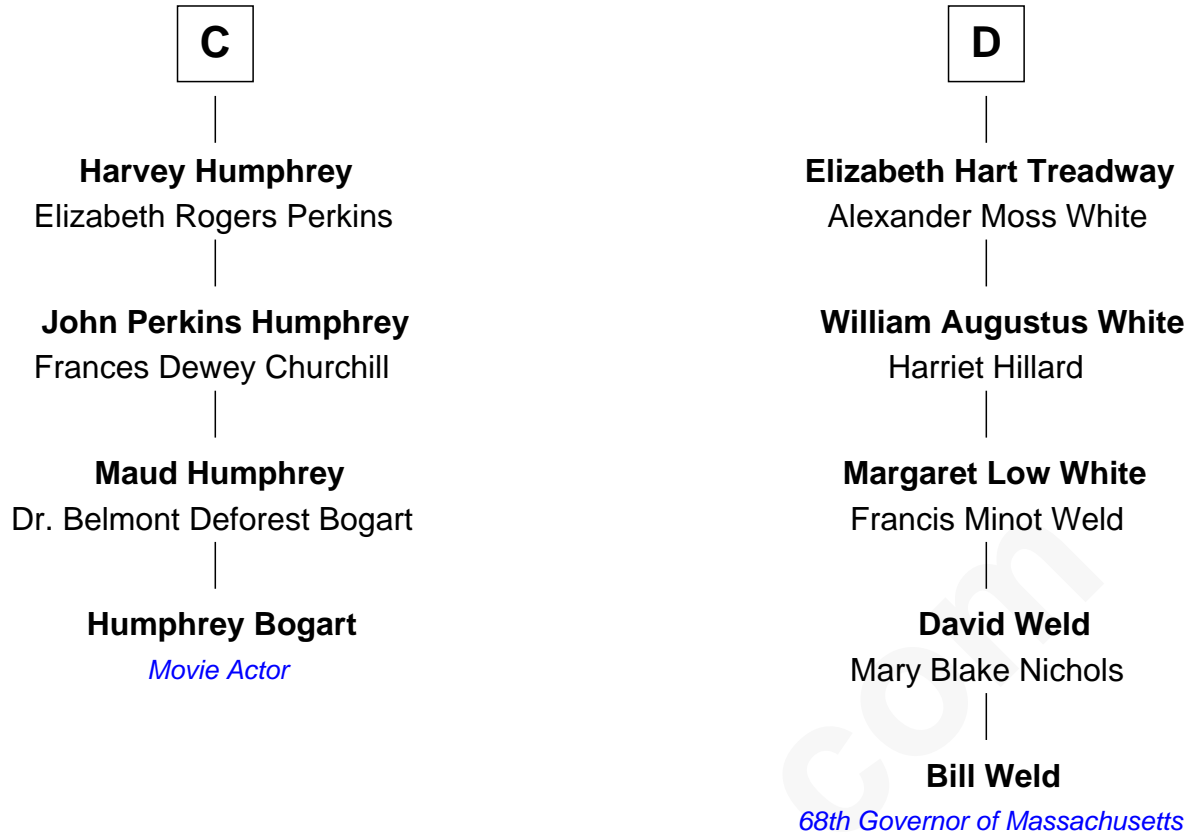 C
Harvey Humphrey
Elizabeth Rogers Perkins
John Perkins Humphrey
Frances Dewey Churchill
Maud Humphrey
Dr. Belmont Deforest Bogart
Humphrey Bogart
Movie Actor
D
Elizabeth Hart Treadway
Alexander Moss White
William Augustus White
Harriet Hillard
Margaret Low White
Francis Minot Weld
David Weld
Mary Blake Nichols
Bill Weld
68th Governor of Massachusetts
com